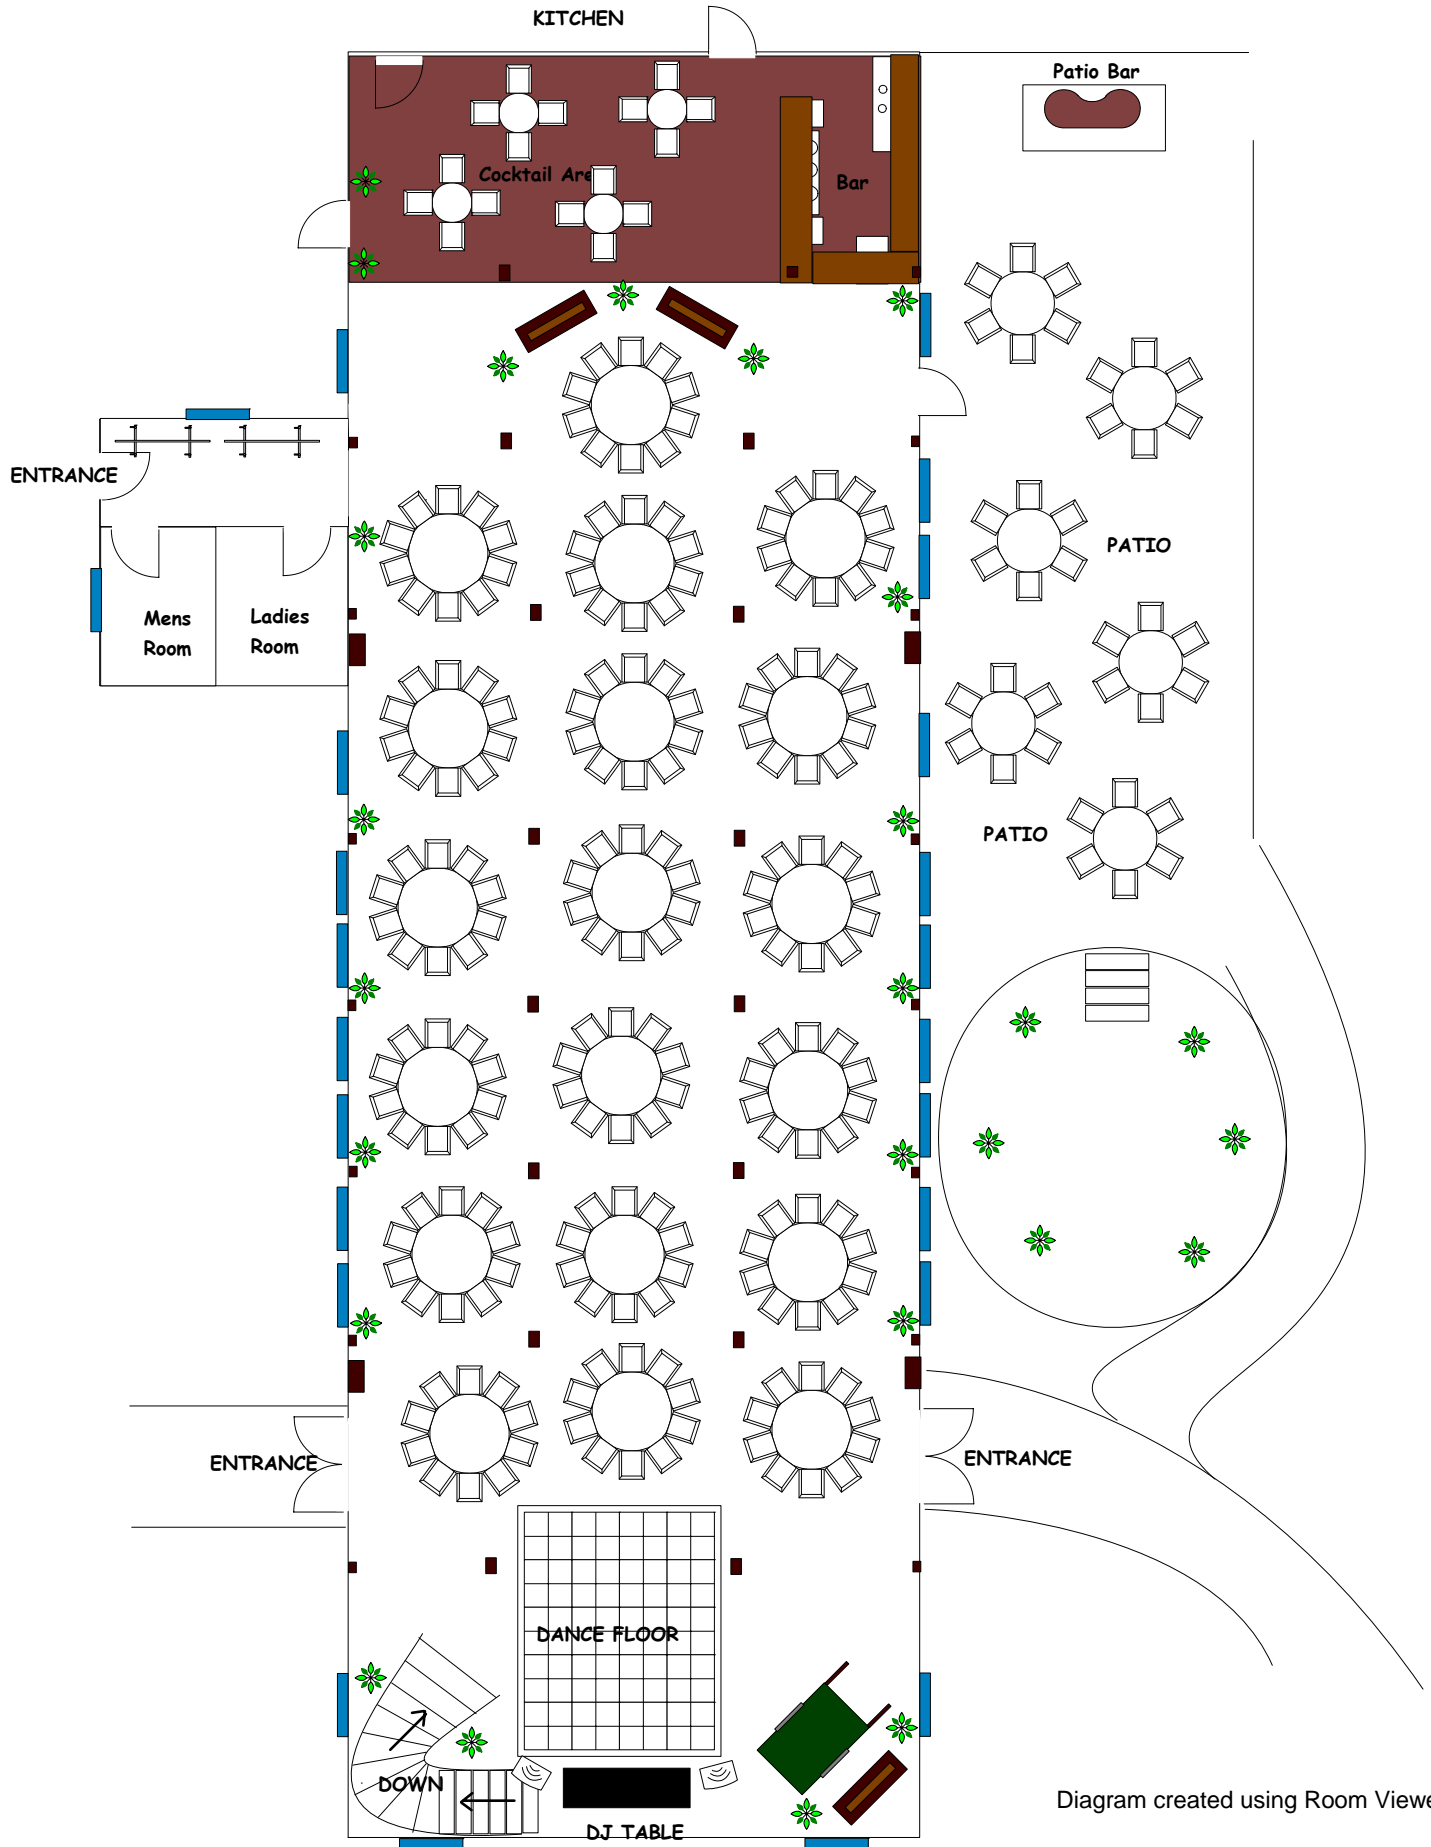 KITCHEN
Patio Bar
Cocktail Are
Bar
ENTRANCE
PATIO
Mens
Room
Ladies
Room
PATIO
ENTRANCE
ENTRANCE
DANCE FLOOR
DOWN
DJ TABLE
Diagram created using Room Viewe